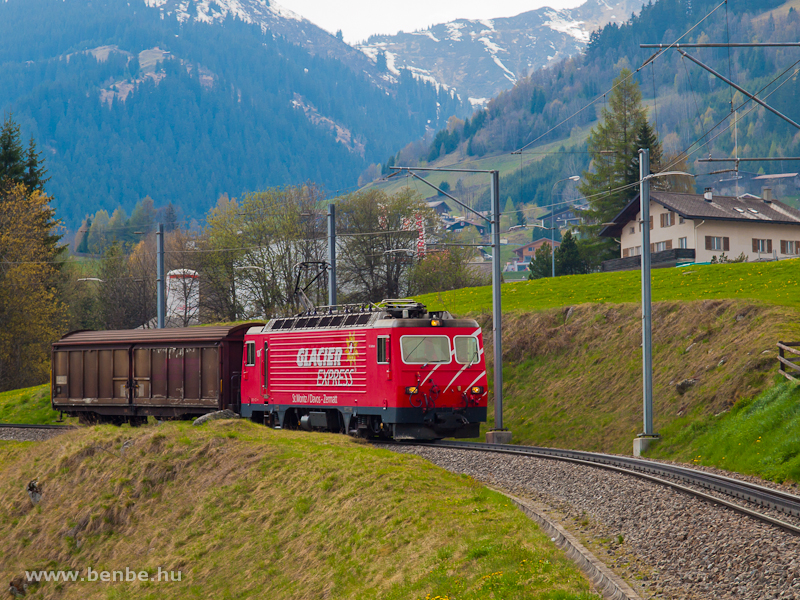 GLACIER
EXPRESS
St.Moritz / Davos - Zermatt
www.benbe.hu